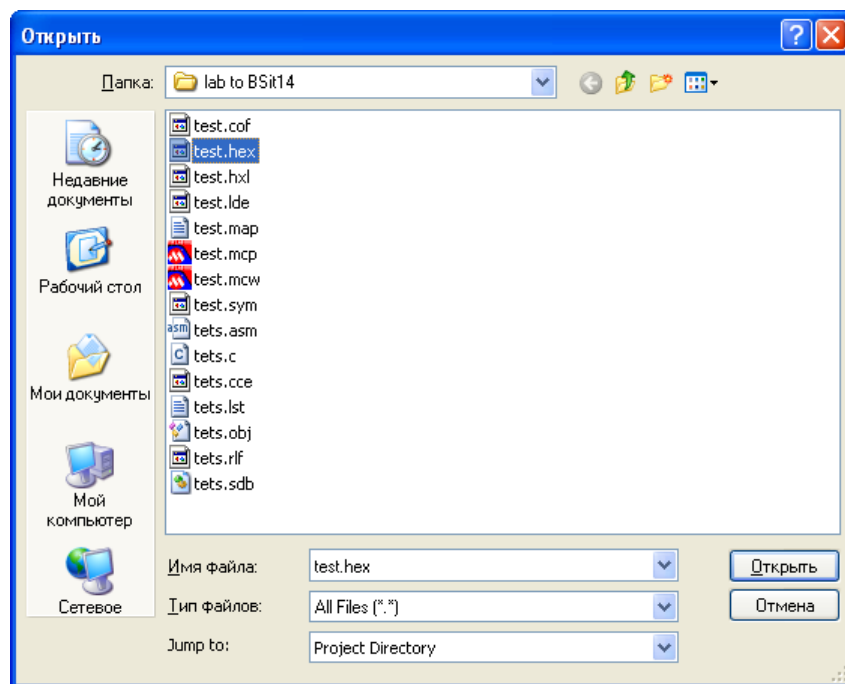 Открыть
Папка: lab to BSit14
Недавние
документы
Рабочий стол
Мои документы
Мой
компьютер
Сетевое
test.cof
test.hex
test.hxl
test.lde
test.map
test.mcp
test.mcw
test.sym
asm tets.asm
C tets.c
tets.cce
tets.lst
tets.obj
tets.rlf
tets.sdb
Имя файла: test.hex Открыть
Тип файлов: All Files (*.*) Отмена
Jump to: Project Directory